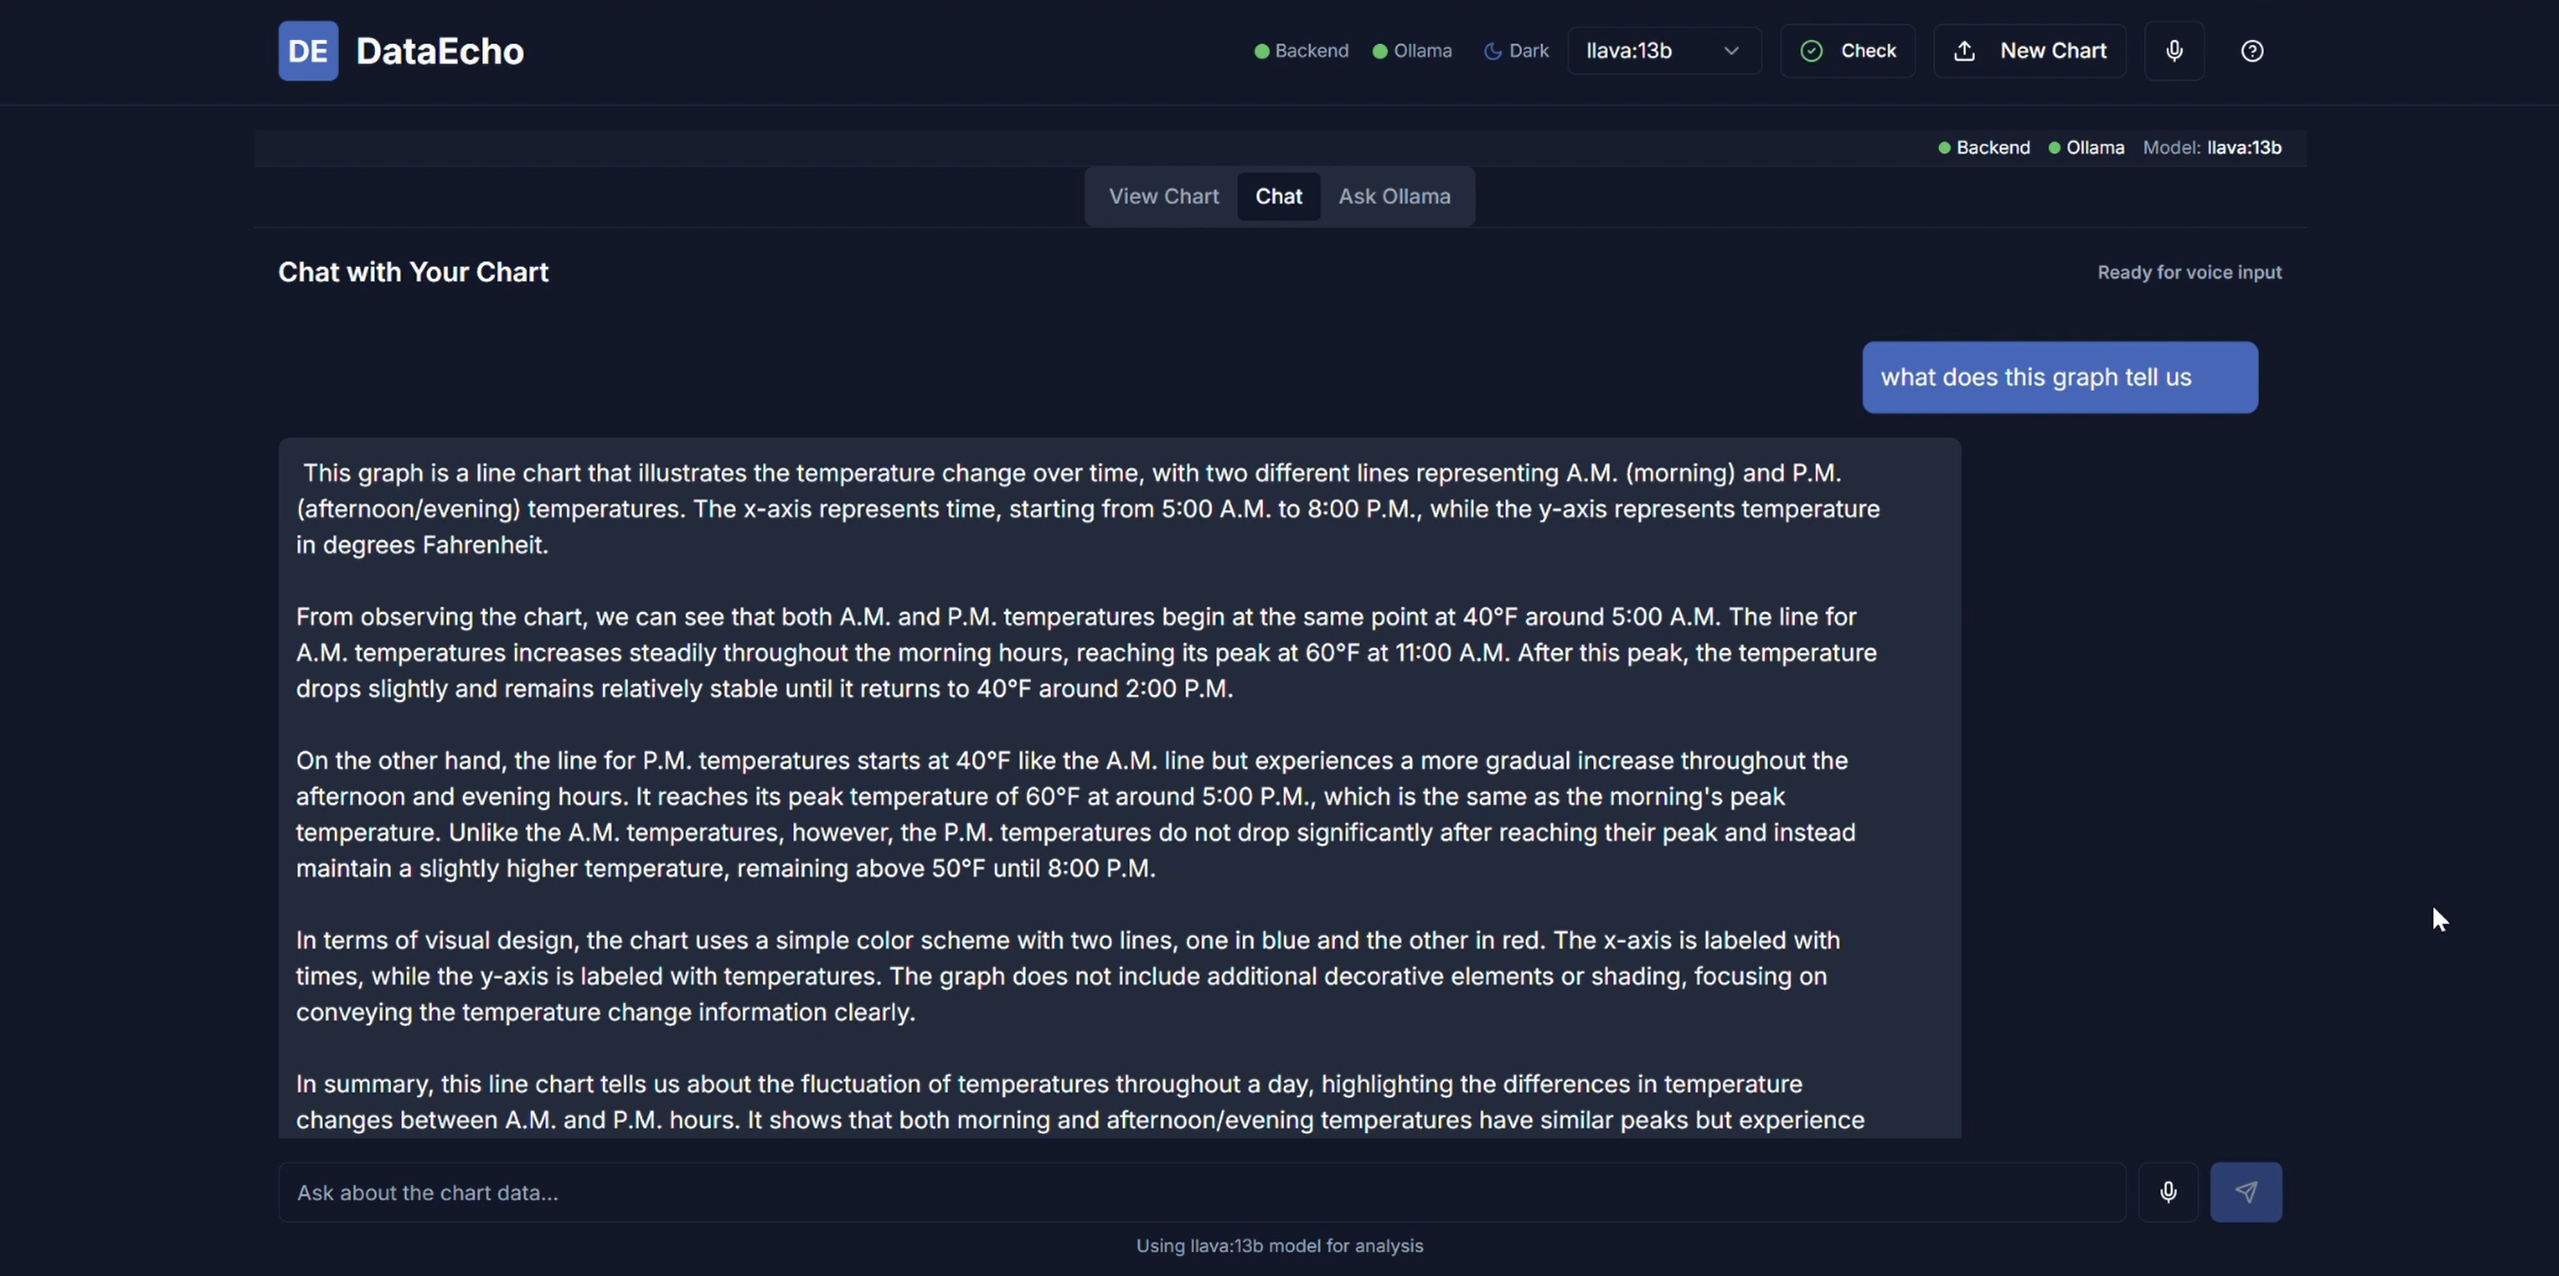 DE DataEcho
Backend Ollama Dark llava:13b Check New Chart
Backend Ollama Model: llava:13b
View Chart Chat Ask Ollama
Chat with Your Chart
Ready for voice input
what does this graph tell us
This graph is a line chart that illustrates the temperature change over time, with two different lines representing A.M. (morning) and P.M.
(afternoon/evening) temperatures. The x-axis represents time, starting from 5:00 A.M. to 8:00 P.M., while the y-axis represents temperature
in degrees Fahrenheit.
From observing the chart, we can see that both A.M. and P.M. temperatures begin at the same point at 40°F around 5:00 A.M. The line for
A.M. temperatures increases steadily throughout the morning hours, reaching its peak at 60°F at 11:00 A.M. After this peak, the temperature
drops slightly and remains relatively stable until it returns to 40°F around 2:00 P.M.
On the other hand, the line for P.M. temperatures starts at 40°F like the A.M. line but experiences a more gradual increase throughout the
afternoon and evening hours. It reaches its peak temperature of 60°F at around 5:00 P.M., which is the same as the morning's peak
temperature. Unlike the A.M. temperatures, however, the P.M. temperatures do not drop significantly after reaching their peak and instead
maintain a slightly higher temperature, remaining above 50°F until 8:00 P.M.
In terms of visual design, the chart uses a simple color scheme with two lines, one in blue and the other in red. The x-axis is labeled with
times, while the y-axis is labeled with temperatures. The graph does not include additional decorative elements or shading, focusing on
conveying the temperature change information clearly.
In summary, this line chart tells us about the fluctuation of temperatures throughout a day, highlighting the differences in temperature
changes between A.M. and P.M. hours. It shows that both morning and afternoon/evening temperatures have similar peaks but experience
Ask about the chart data...
Using llava:13b model for analysis